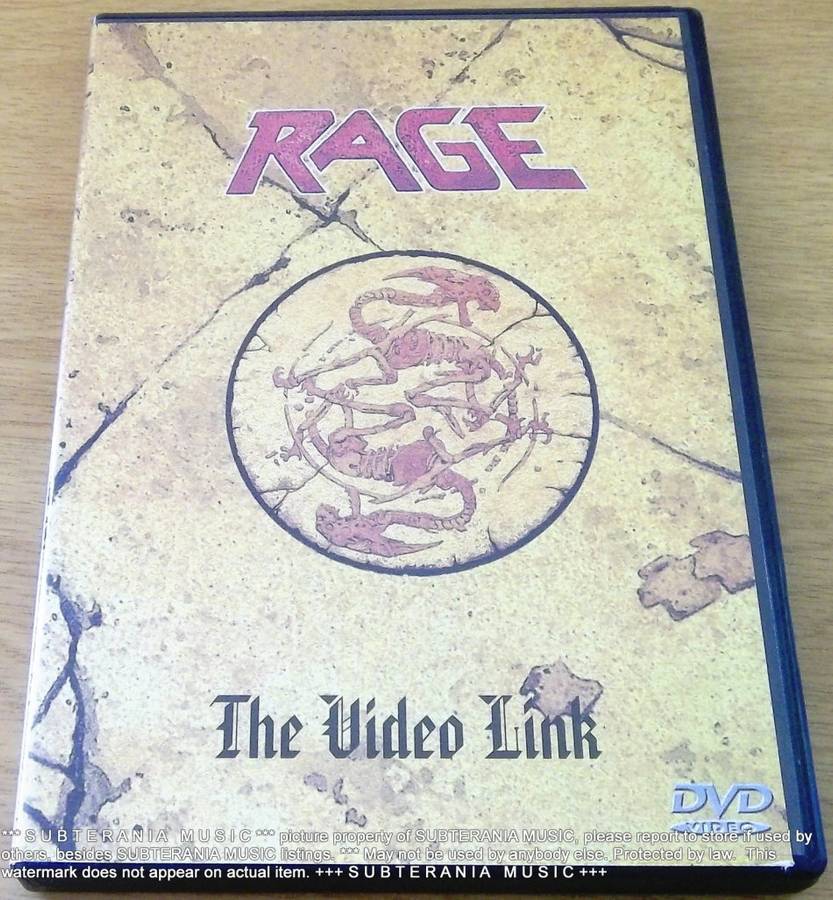 RAGE
The Video Link
DVD
VIDEO
*** S U B T E R A N I A   M U S I C *** picture property of SUBTERANIA MUSIC, please report to store if used by
others, besides SUBTERANIA MUSIC listings. *** May not be used by anybody else. Protected by law. This
watermark does not appear on actual item. +++ S U B T E R A N I A   M U S I C +++